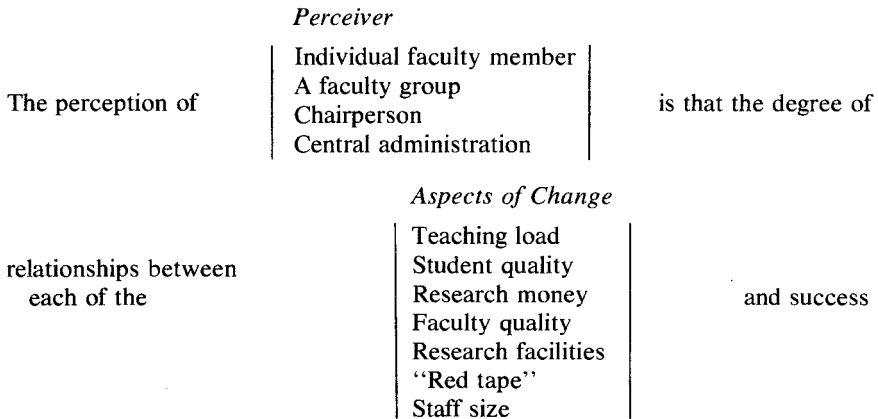 Perceiver
Individual faculty member
A faculty group
The perception of is that the degree of
Chairperson
Central administration
Aspects of Change
Teaching load
Student quality
relationships between
each of the Research money and success
Faculty quality
Research facilities
“Red tape”
Staff size